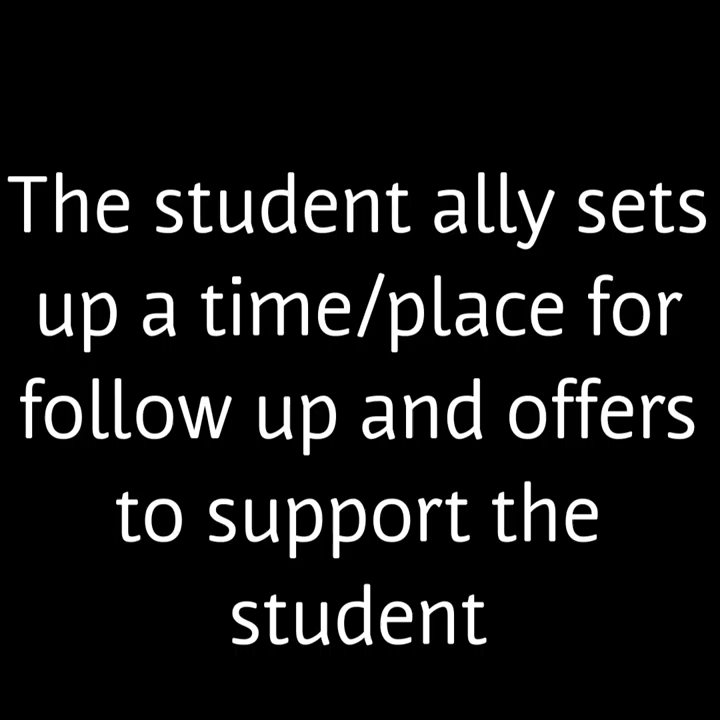 The student ally sets
up a time/place for
follow up and offers
to support the
student